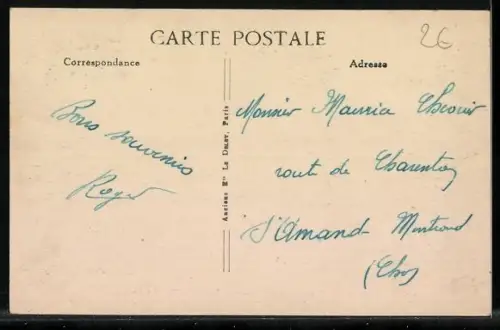 CARTE POSTALE
26
Correspondance
Adresse
Bons souvenirs
Roger
Anciens Etts Le Deley, Paris
Monsieur Maurice
route de Charenton
St Amand Montrond
(Cher)